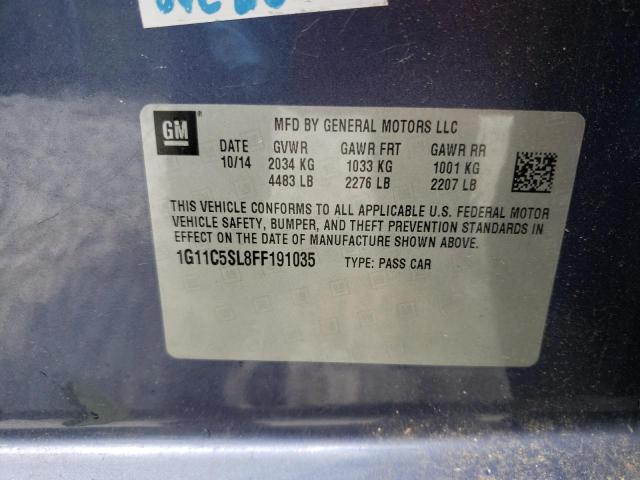 GM
MFD BY GENERAL MOTORS LLC
DATE GVWR GAWR FRT GAWR RR
10/14 2034 KG 1033 KG 1001 KG
4483 LB 2276 LB 2207 LB
THIS VEHICLE CONFORMS TO ALL APPLICABLE U.S. FEDERAL MOTOR
VEHICLE SAFETY, BUMPER, AND THEFT PREVENTION STANDARDS IN
EFFECT ON THE DATE OF MANUFACTURE SHOWN ABOVE.
1G11C5SL8FF191035 TYPE: PASS CAR